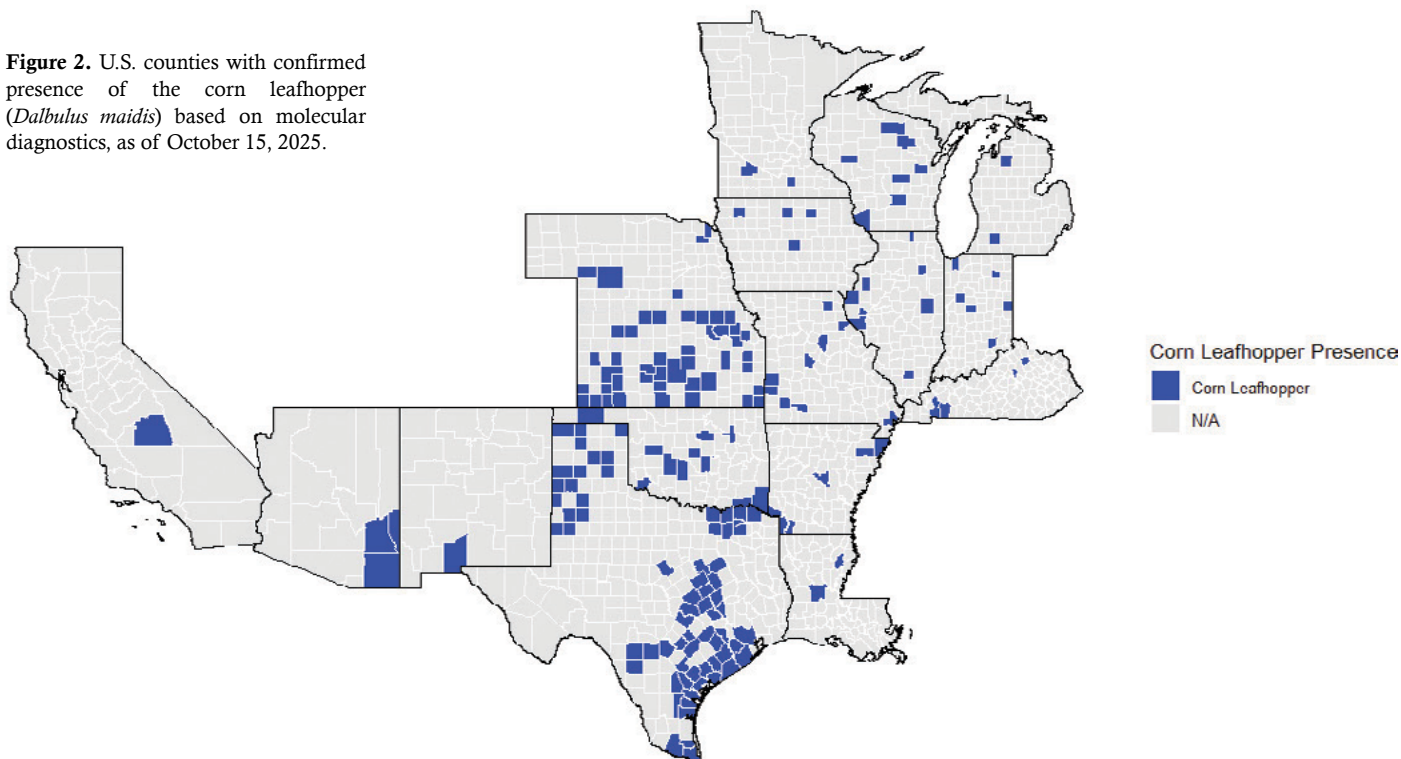 Figure 2. U.S. counties with confirmed
presence of the corn leafhopper
(Dalbulus maidis) based on molecular
diagnostics, as of October 15, 2025.
Corn Leafhopper Presence
Corn Leafhopper
N/A